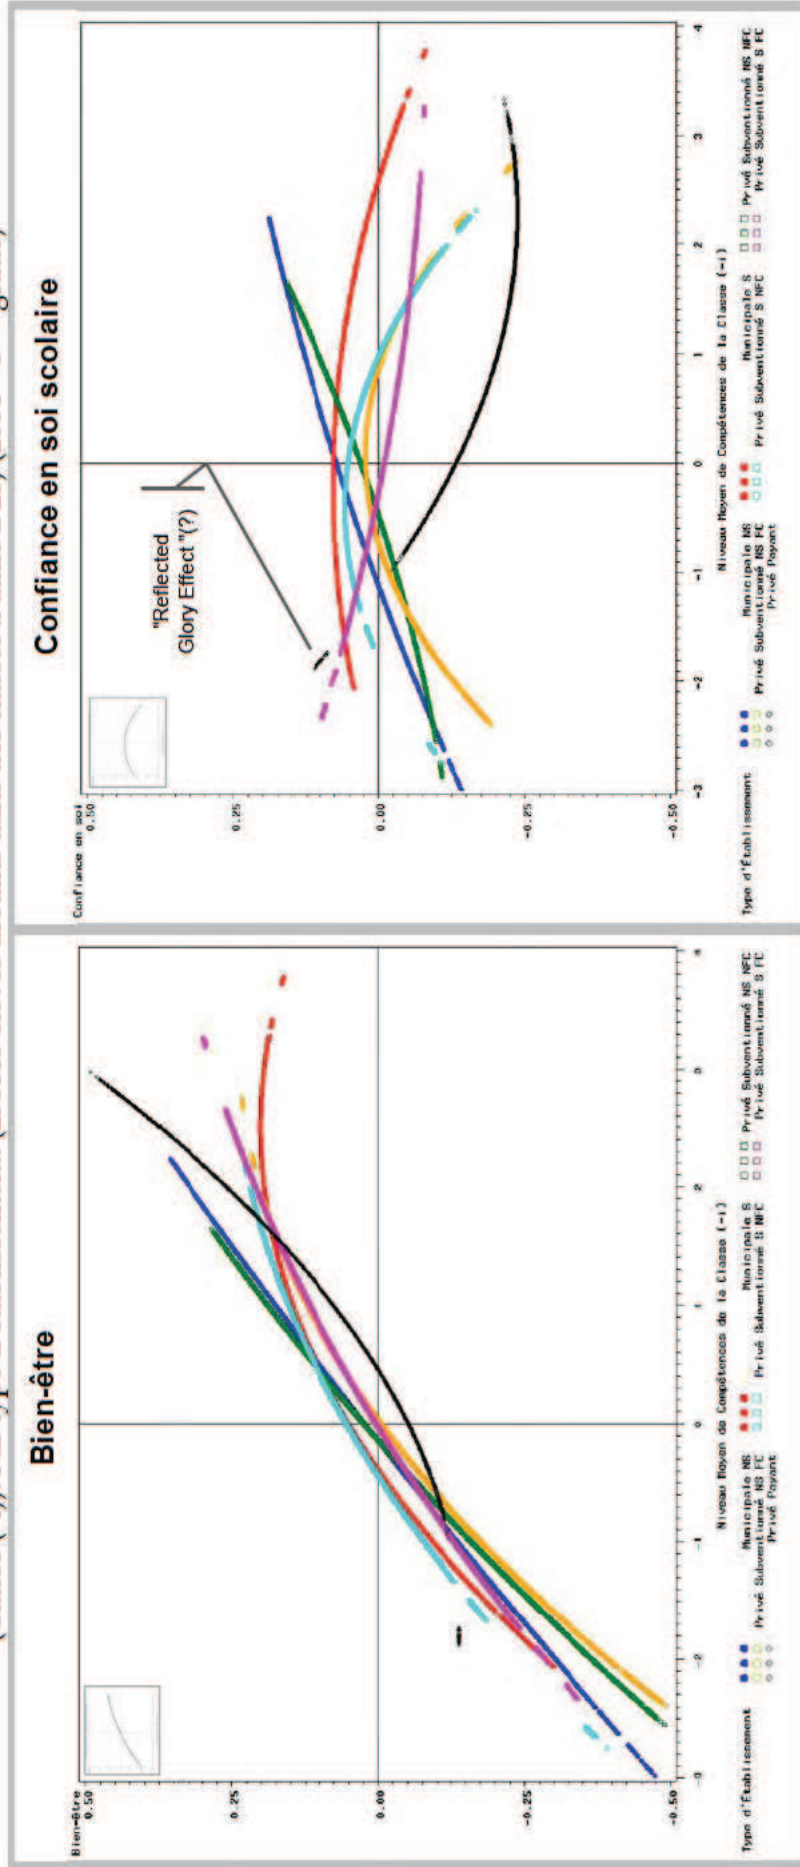 Bien-être
Bien-être
0.50
0.25
0.00
-0.25
-0.50
-3
-2
-1
0
1
2
3
4
Niveau Moyen de Compétences de la Classe (-i)
Type d'Établissement
Municipale NS
Municipale S
Privé Subventionné NS NFC
Privé Subventionné NS FC
Privé Subventionné S NFC
Privé Subventionné S FC
Privé Payant
Confiance en soi scolaire
Confiance en soi
0.50
0.25
0.00
-0.25
-0.50
"Reflected
Glory Effect "(?)
-3
-2
-1
0
1
2
3
4
Niveau Moyen de Compétences de la Classe (-i)
Type d'Établissement
Municipale NS
Municipale S
Privé Subventionné NS NFC
Privé Subventionné NS FC
Privé Subventionné S NFC
Privé Subventionné S FC
Privé Payant